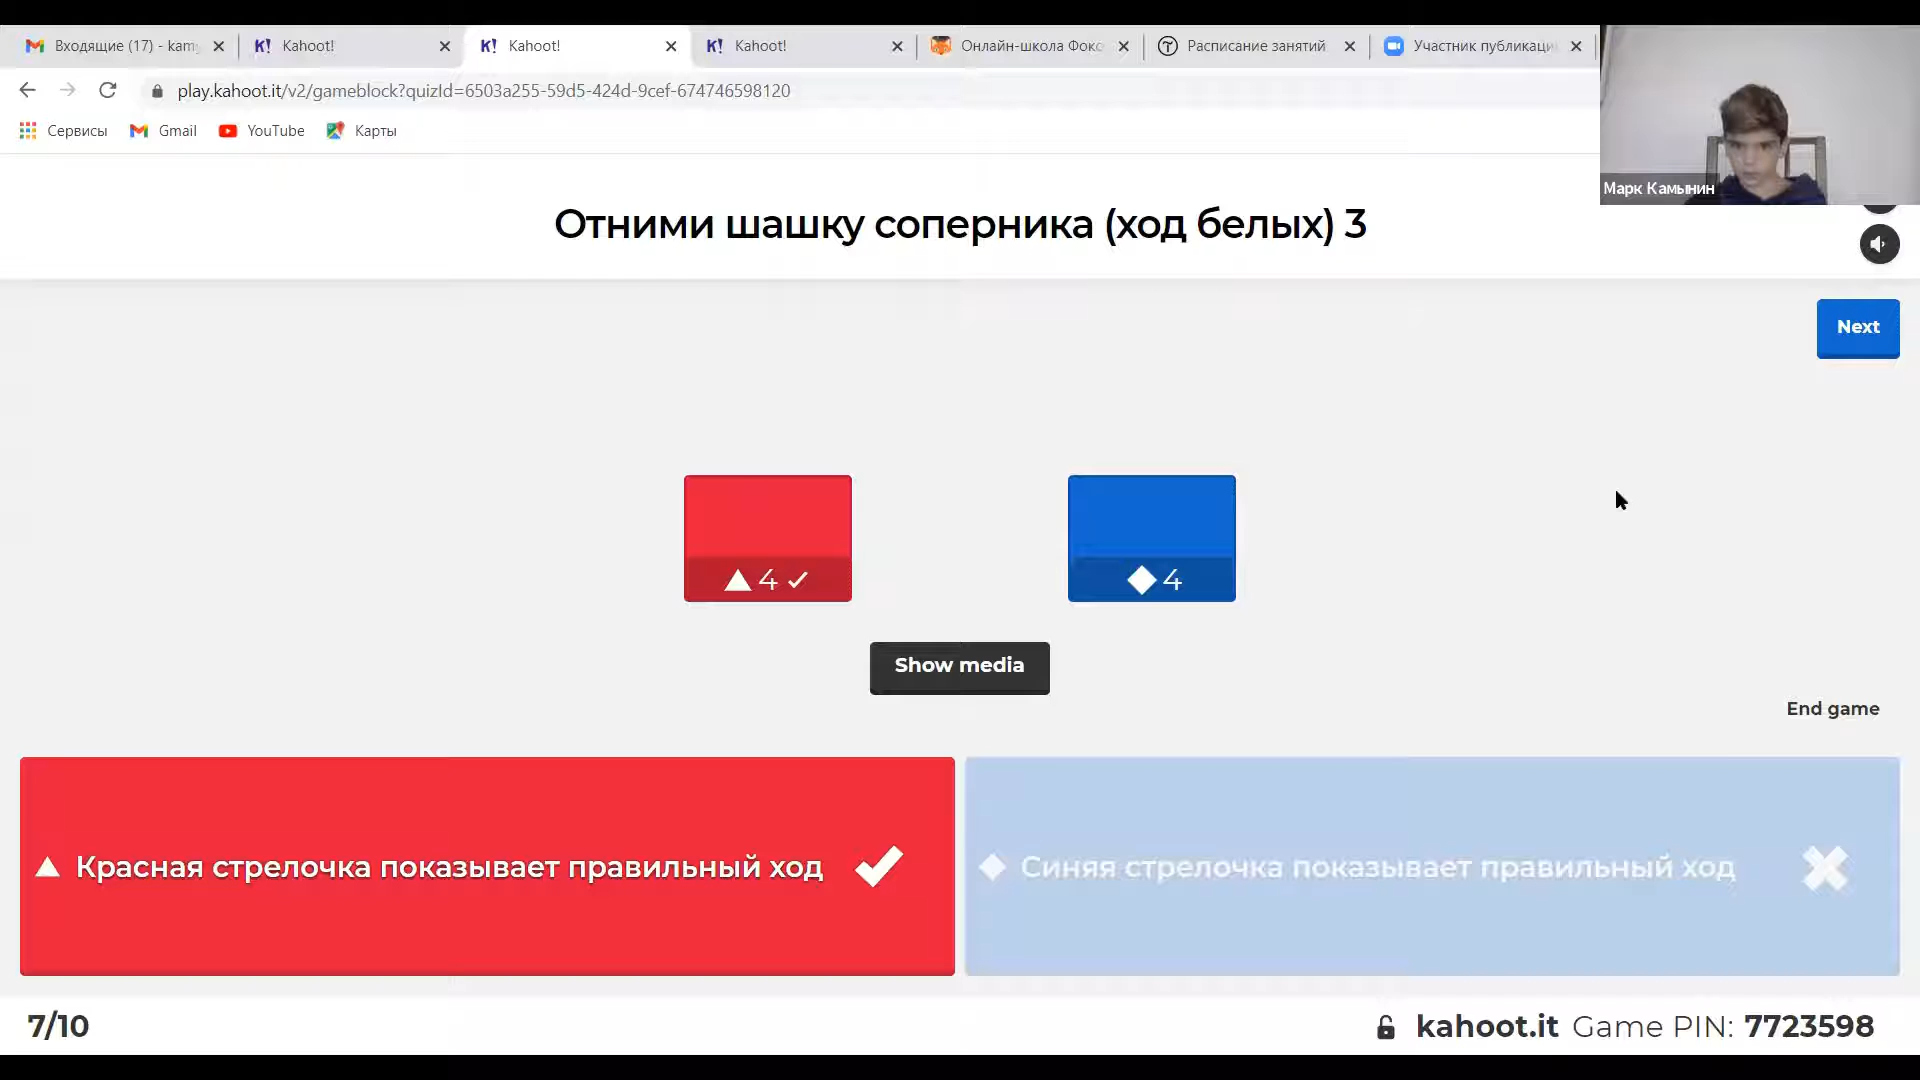 Входящие (17) - kam
Kahoot!
Kahoot!
Kahoot!
Онлайн-школа Фокс
Расписание занятий
Участник публикаци
play.kahoot.it/v2/gameblock?quizId=6503a255-59d5-424d-9cef-674746598120
Сервисы
Gmail
YouTube
Карты
Марк Камынин
Отними шашку соперника (ход белых) 3
Next
4
4
Show media
End game
Красная стрелочка показывает правильный ход
Синяя стрелочка показывает правильный ход
7/10
kahoot.it Game PIN: 7723598